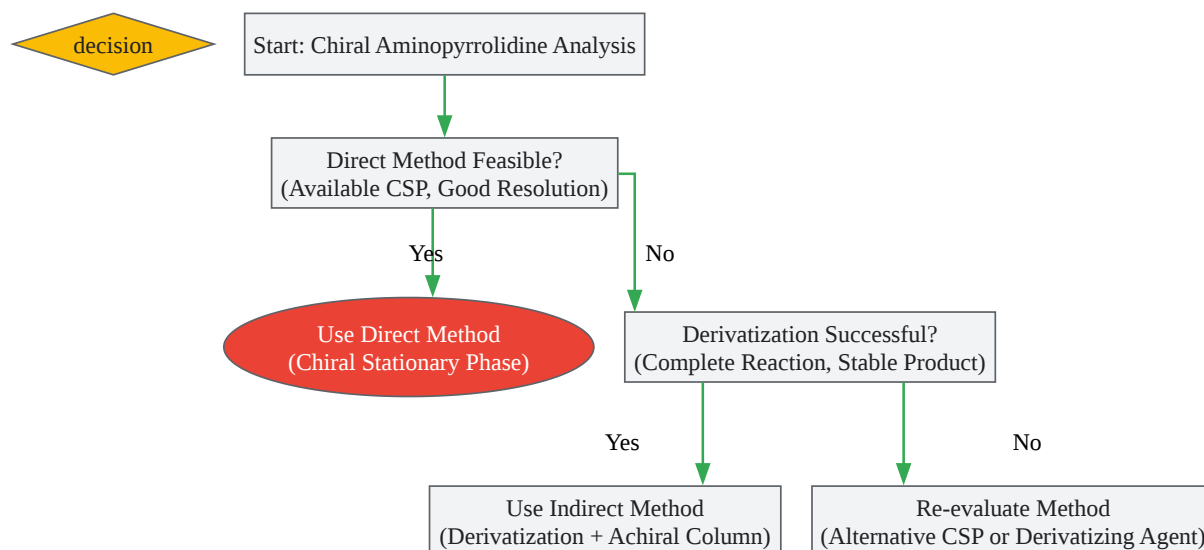 decision
Start: Chiral Aminopyrrolidine Analysis
Direct Method Feasible?
(Available CSP, Good Resolution)
Yes
No
Use Direct Method
(Chiral Stationary Phase)
Derivatization Successful?
(Complete Reaction, Stable Product)
Yes
No
Use Indirect Method
(Derivatization + Achiral Column)
Re-evaluate Method
(Alternative CSP or Derivatizing Agent)